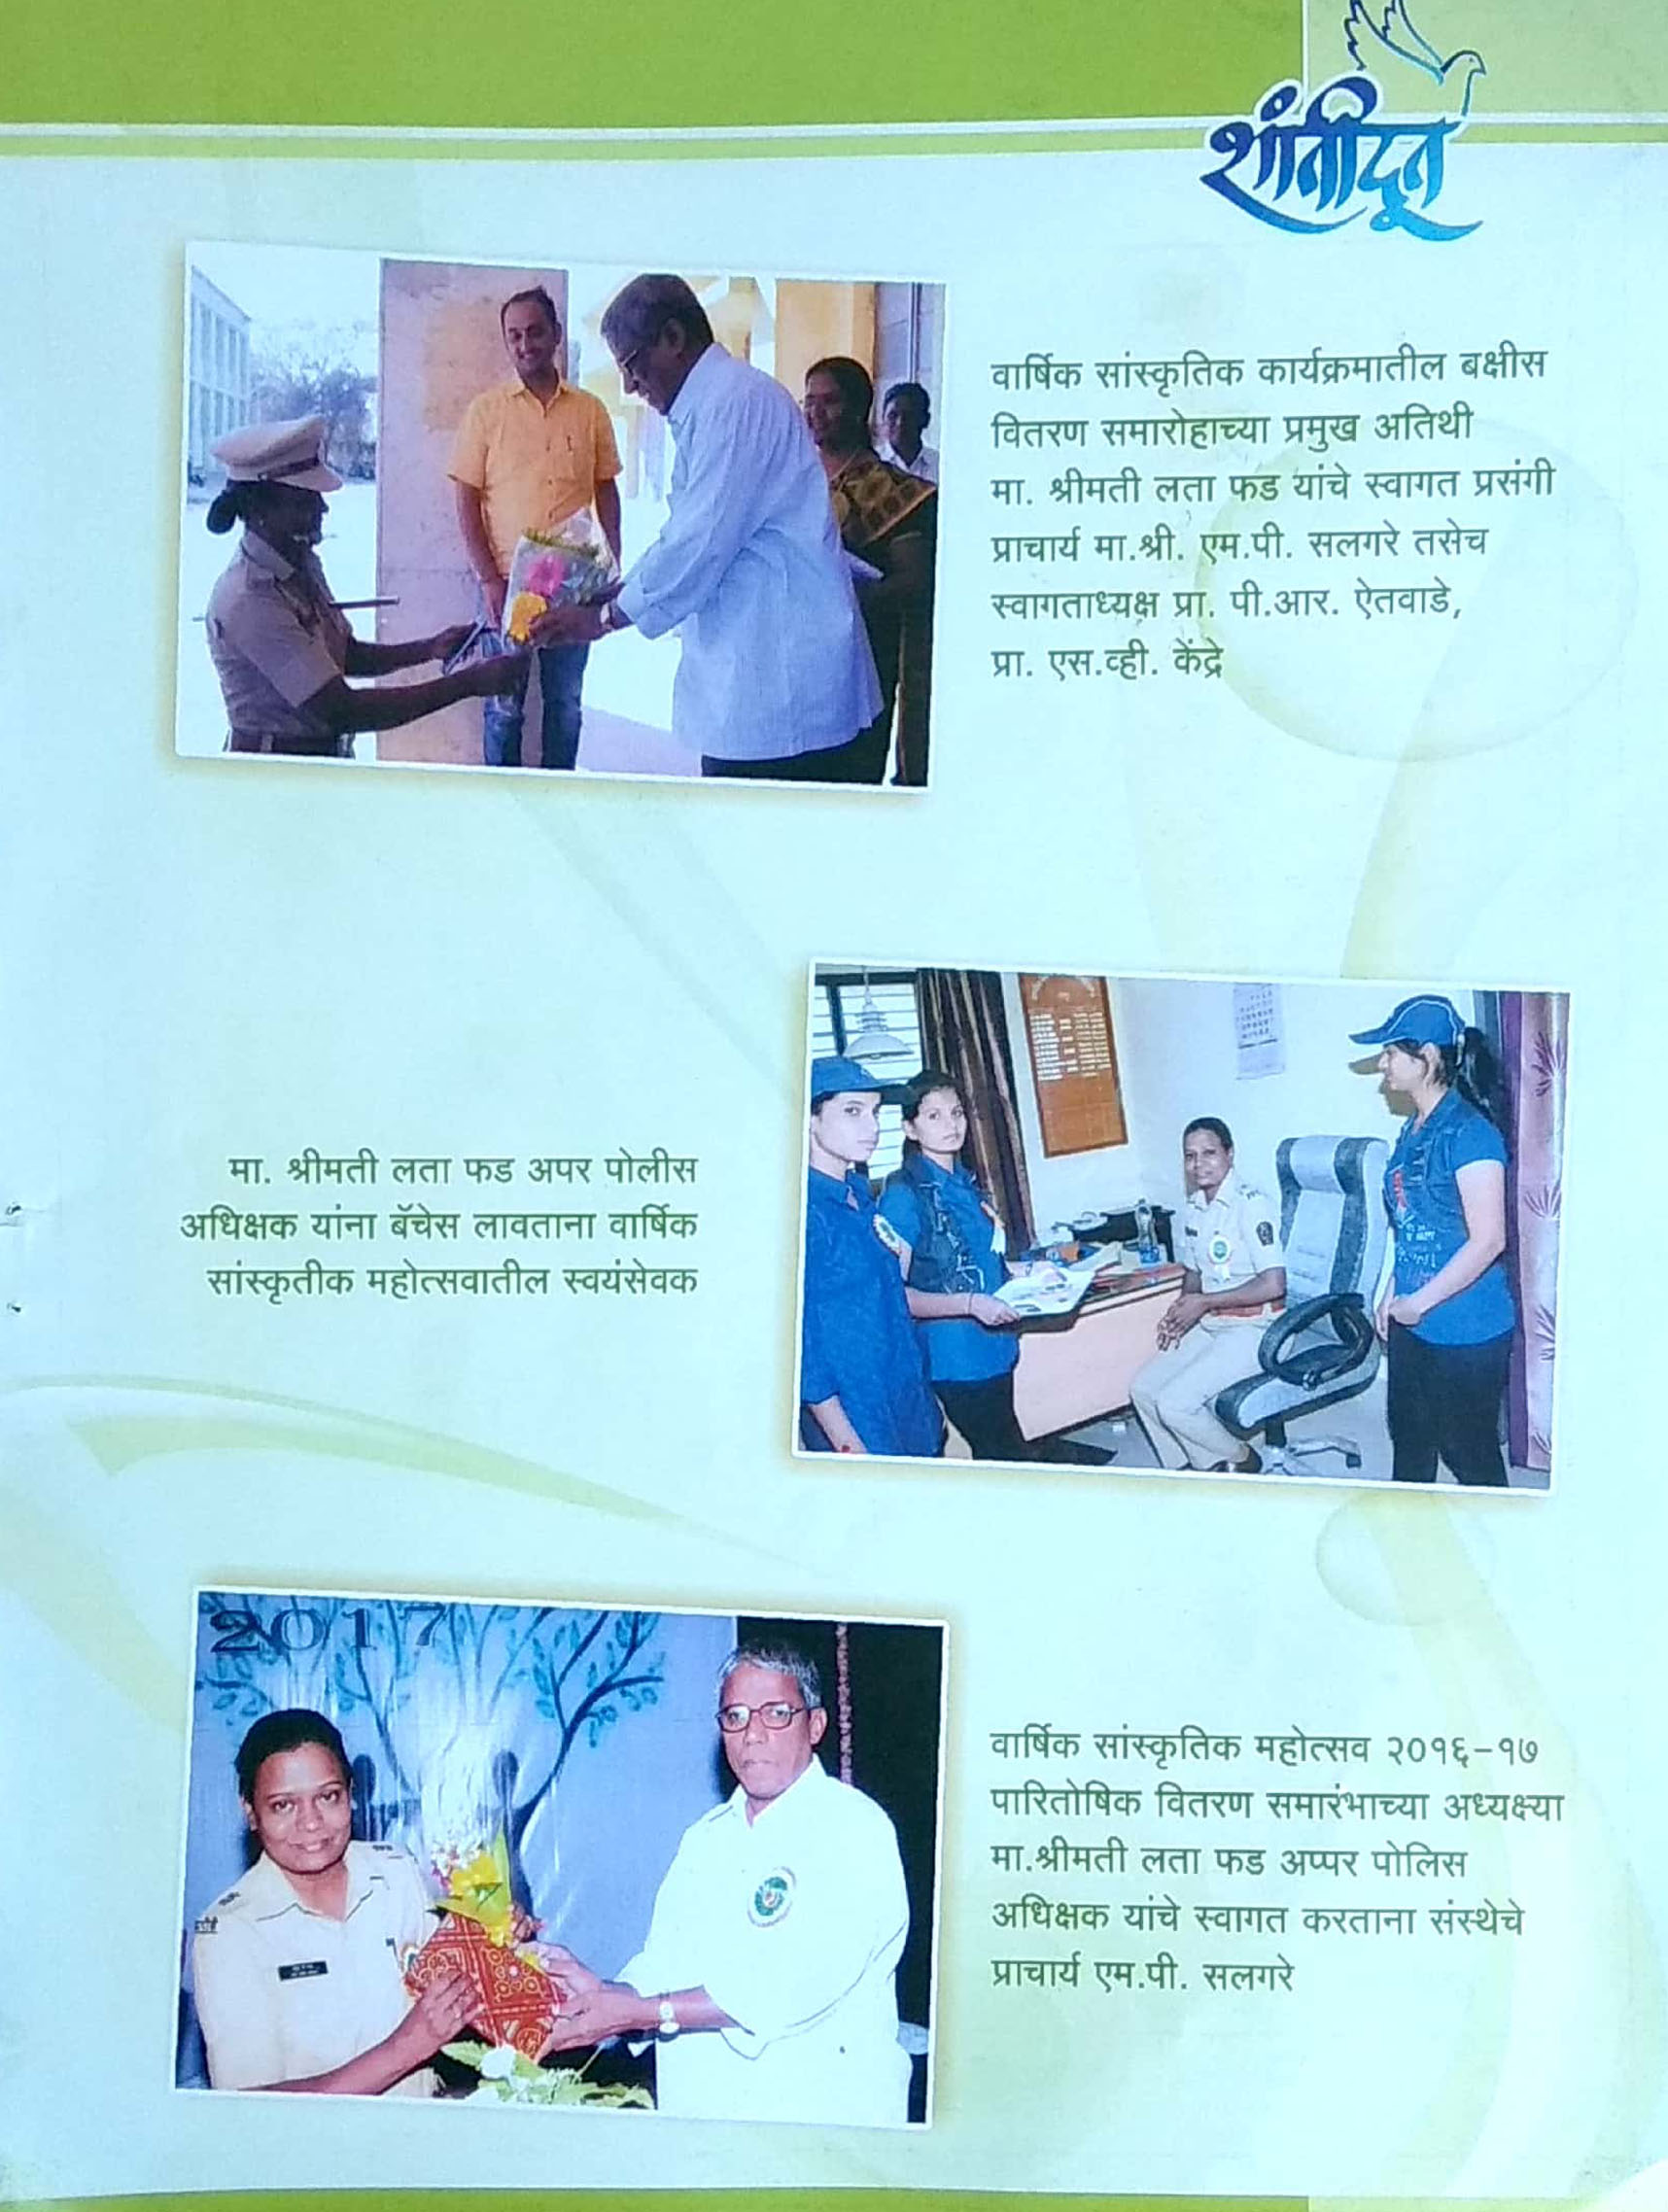 शांतीदूत
वार्षिक सांस्कृतिक कार्यक्रमातील बक्षीस
वितरण समारोहाच्या प्रमुख अतिथी
मा. श्रीमती लता फड यांचे स्वागत प्रसंगी
प्राचार्य मा.श्री. एम.पी. सलगरे तसेच
स्वागताध्यक्ष प्रा. पी.आर. ऐतवाडे,
प्रा. एस.व्ही. केंद्रे
मा. श्रीमती लता फड अपर पोलीस
अधिक्षक यांना बॅचेस लावताना वार्षिक
सांस्कृतीक महोत्सवातील स्वयंसेवक
2017
वार्षिक सांस्कृतिक महोत्सव २०१६-१७
पारितोषिक वितरण समारंभाच्या अध्यक्ष्या
मा.श्रीमती लता फड अप्पर पोलिस
अधिक्षक यांचे स्वागत करताना संस्थेचे
प्राचार्य एम.पी. सलगरे